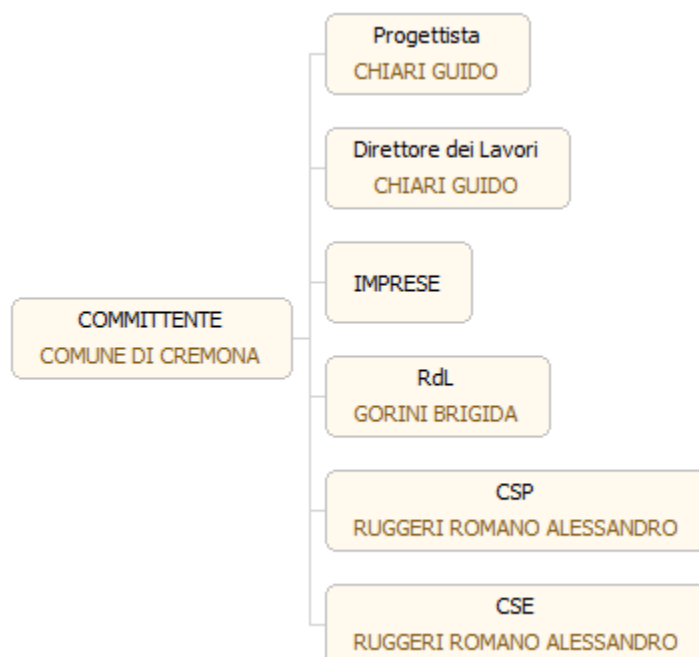 Progettista
CHIARI GUIDO
Direttore dei Lavori
CHIARI GUIDO
IMPRESE
COMMITTENTE
COMUNE DI CREMONA
RdL
GORINI BRIGIDA
CSP
RUGGERI ROMANO ALESSANDRO
CSE
RUGGERI ROMANO ALESSANDRO